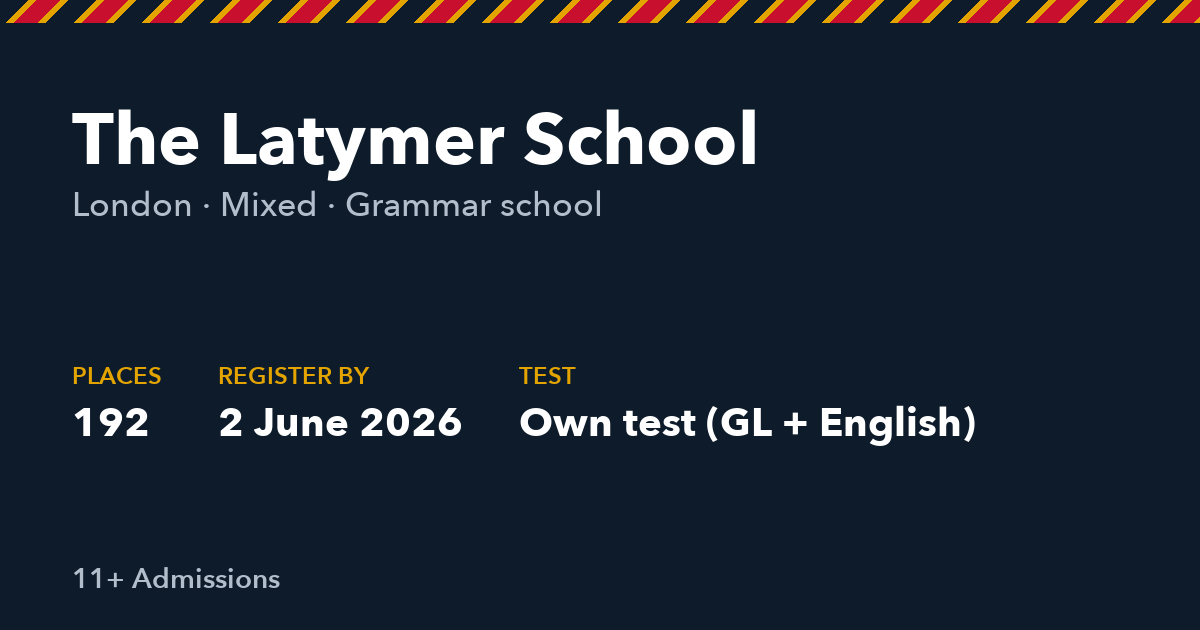 The Latymer School
London · Mixed · Grammar school
PLACES
192
REGISTER BY
2 June 2026
TEST
Own test (GL + English)
11+ Admissions